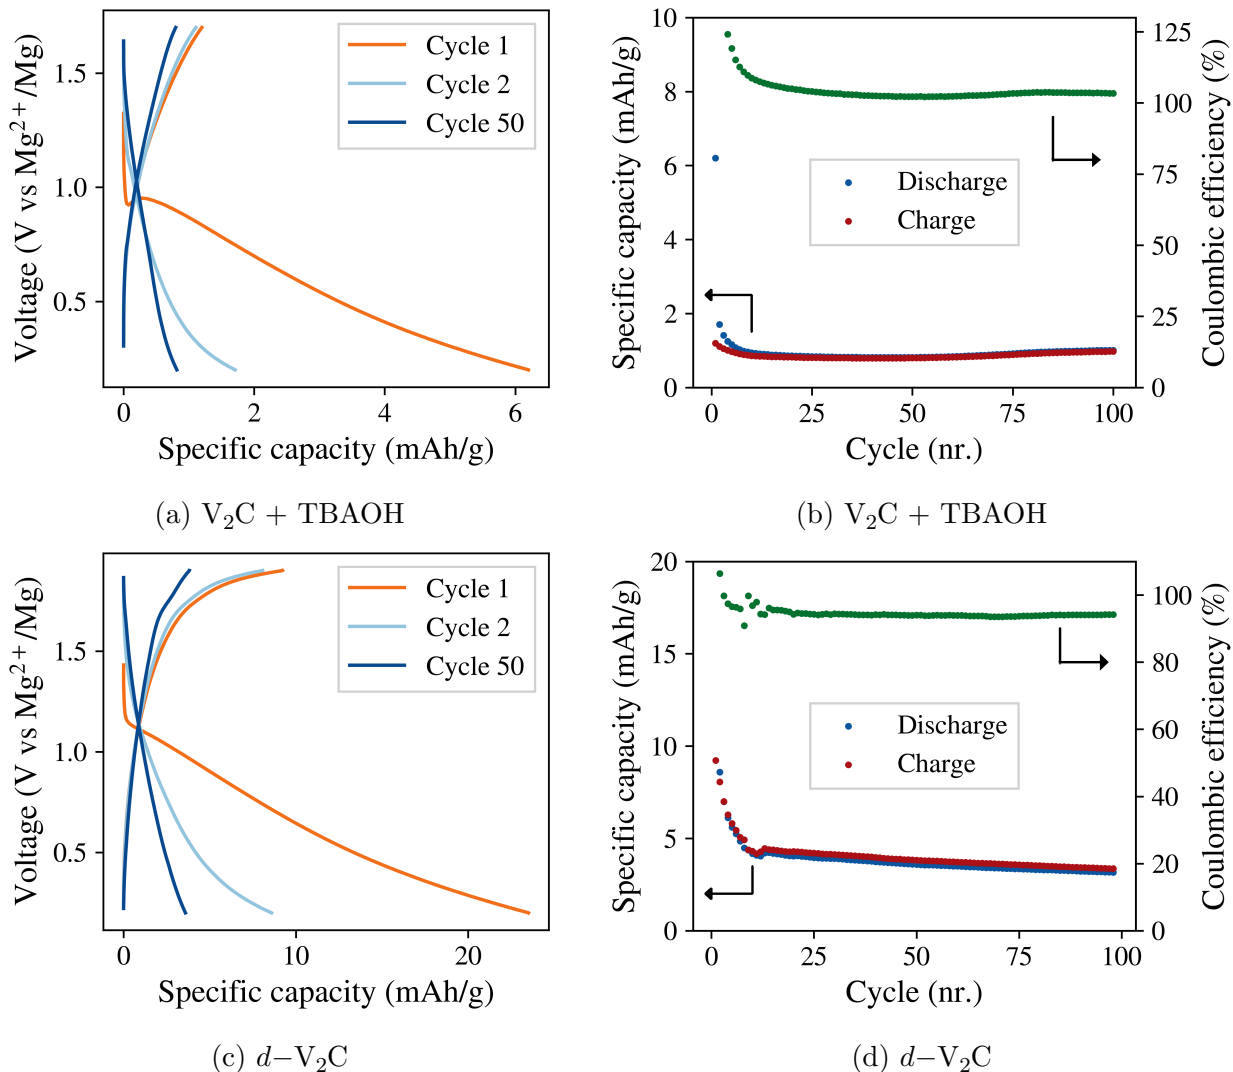 Voltage (V vs Mg²⁺/Mg)
1.5
1.0
0.5
Cycle 1
Cycle 2
Cycle 50
0 2 4 6
Specific capacity (mAh/g)
(a) V₂C + TBAOH
Specific capacity (mAh/g)
10
8
6
4
2
0
Discharge
Charge
125
100
75
50
25
0
Coulombic efficiency (%)
0 25 50 75 100
Cycle (nr.)
(b) V₂C + TBAOH
Voltage (V vs Mg²⁺/Mg)
1.5
1.0
0.5
Cycle 1
Cycle 2
Cycle 50
0 10 20
Specific capacity (mAh/g)
(c) d−V₂C
Specific capacity (mAh/g)
20
15
10
5
0
Discharge
Charge
100
80
60
40
20
0
Coulombic efficiency (%)
0 25 50 75 100
Cycle (nr.)
(d) d−V₂C